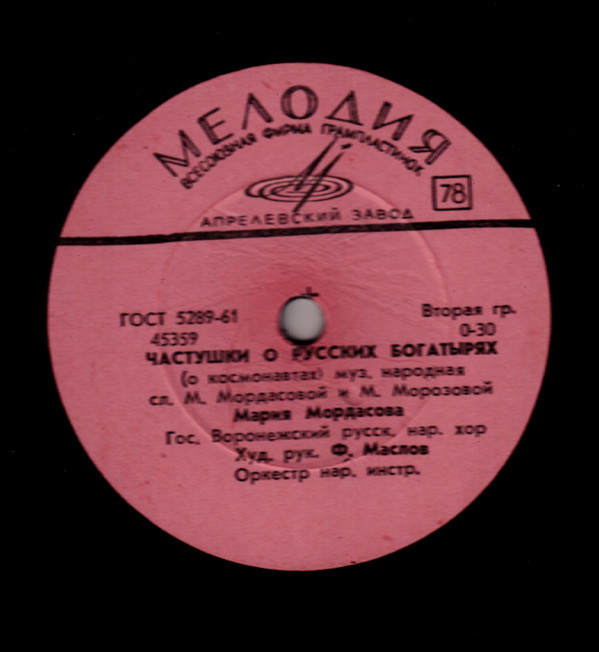 МЕЛОДИЯ
ВСЕСОЮЗНАЯ ФИРМА ГРАМПЛАСТИНОК
78
АПРЕЛЕВСКИЙ ЗАВОД
ГОСТ 5289-61 Вторая гр.
45359 0-30
ЧАСТУШКИ О РУССКИХ БОГАТЫРЯХ
(о космонавтах) муз. народная
сл. М. Мордасовой и М. Морозовой
Мария Мордасова
Гос. Воронежский русск. нар. хор
Худ. рук. Ф. Маслов
Оркестр нар. инстр.